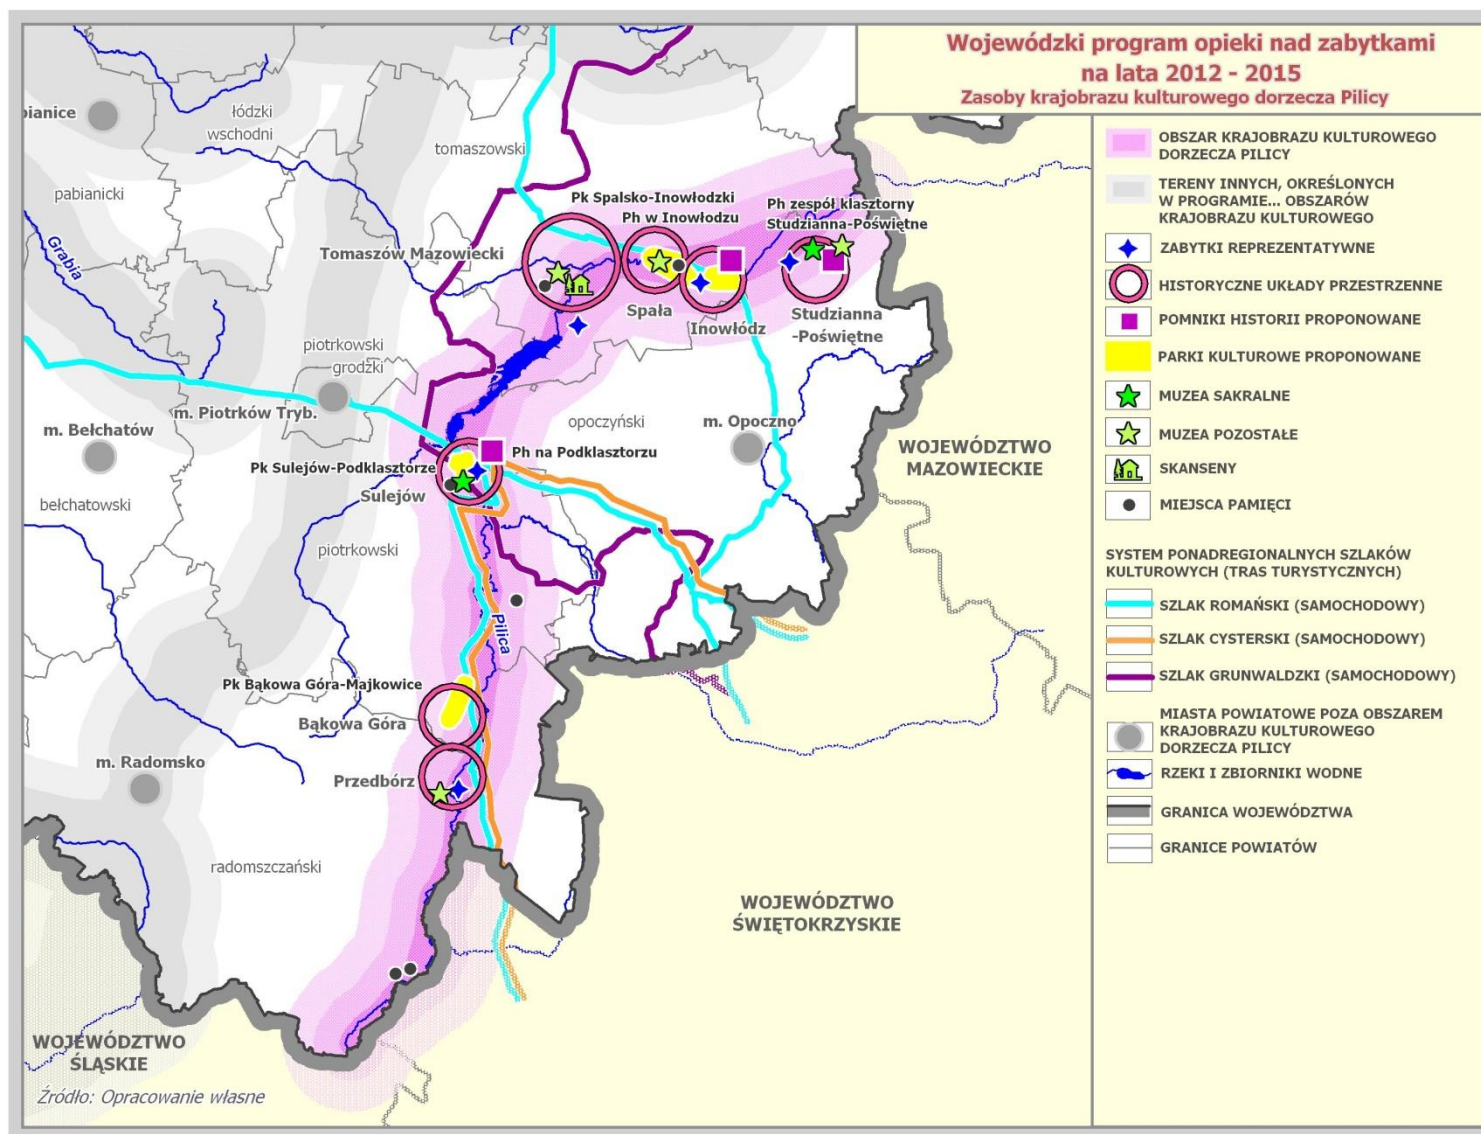 Wojewódzki program opieki nad zabytkami
na lata 2012 - 2015
Zasoby krajobrazu kulturowego dorzecza Pilicy
OBSZAR KRAJOBRAZU KULTUROWEGO
DORZECZA PILICY
TERENY INNYCH, OKREŚLONYCH
W PROGRAMIE... OBSZARÓW
KRAJOBRAZU KULTUROWEGO
ZABYTKI REPREZENTATYWNE
HISTORYCZNE UKŁADY PRZESTRZENNE
POMNIKI HISTORII PROPONOWANE
PARKI KULTUROWE PROPONOWANE
MUZEA SAKRALNE
MUZEA POZOSTAŁE
SKANSENY
MIEJSCA PAMIĘCI
SYSTEM PONADREGIONALNYCH SZLAKÓW
KULTUROWYCH (TRAS TURYSTYCZNYCH)
SZLAK ROMAŃSKI (SAMOCHODOWY)
SZLAK CYSTERSKI (SAMOCHODOWY)
SZLAK GRUNWALDZKI (SAMOCHODOWY)
MIASTA POWIATOWE POZA OBSZAREM
KRAJOBRAZU KULTUROWEGO
DORZECZA PILICY
RZEKI I ZBIORNIKI WODNE
GRANICA WOJEWÓDZTWA
GRANICE POWIATÓW
bianice
łódzki
wschodni
tomaszowski
pabianicki
Grabia
Pk Spalsko-Inowłodzki
Ph w Inowłodzu
Ph zespół klasztorny
Studzianna-Poświętne
Tomaszów Mazowiecki
Spała
Inowłódz
Studzianna
-Poświętne
piotrkowski
grodzki
m. Piotrków Tryb.
m. Bełchatów
opoczyński
m. Opoczno
WOJEWÓDZTWO
MAZOWIECKIE
Ph na Podklasztorzu
Pk Sulejów-Podklasztorze
Sulejów
bełchatowski
piotrkowski
Pilica
Pk Bąkowa Góra-Majkowice
Bąkowa Góra
m. Radomsko
Przedbórz
radomszczański
WOJEWÓDZTWO
ŚWIĘTOKRZYSKIE
WOJEWÓDZTWO
ŚLĄSKIE
Źródło: Opracowanie własne